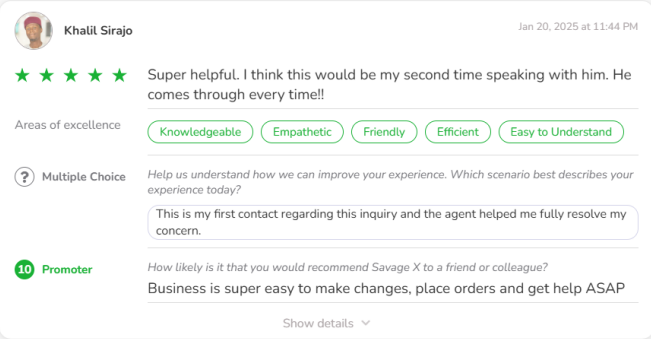 Khalil Sirajo
Jan 20, 2025 at 11:44 PM
Super helpful. I think this would be my second time speaking with him. He
comes through every time!!
Areas of excellence
Knowledgeable
Empathetic
Friendly
Efficient
Easy to Understand
?
Multiple Choice
Help us understand how we can improve your experience. Which scenario best describes your
experience today?
This is my first contact regarding this inquiry and the agent helped me fully resolve my
concern.
10
Promoter
How likely is it that you would recommend Savage X to a friend or colleague?
Business is super easy to make changes, place orders and get help ASAP
Show details